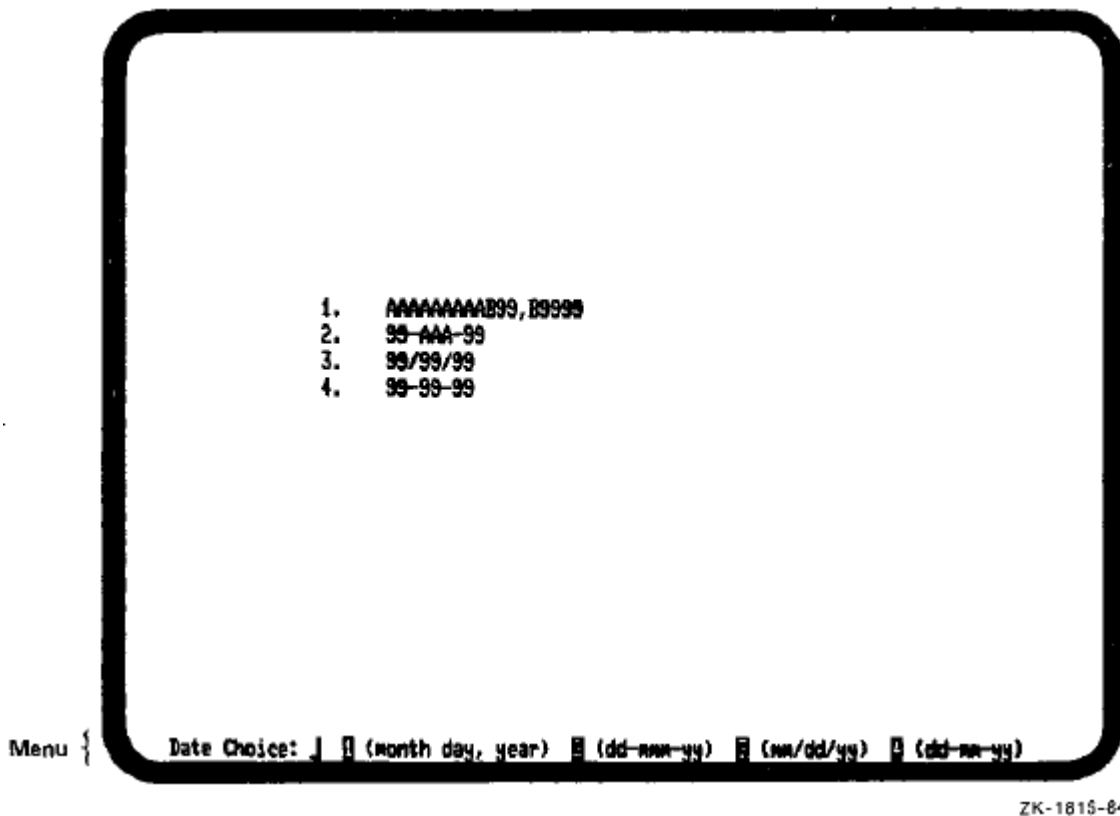 1. AAAAAAAAAB99,B9999
2. 99-AAA-99
3. 99/99/99
4. 99-99-99
Menu { Date Choice: (month day, year) (dd-mmm-yy) (mm/dd/yy) (dd-mm-yy)
ZK-1815-84